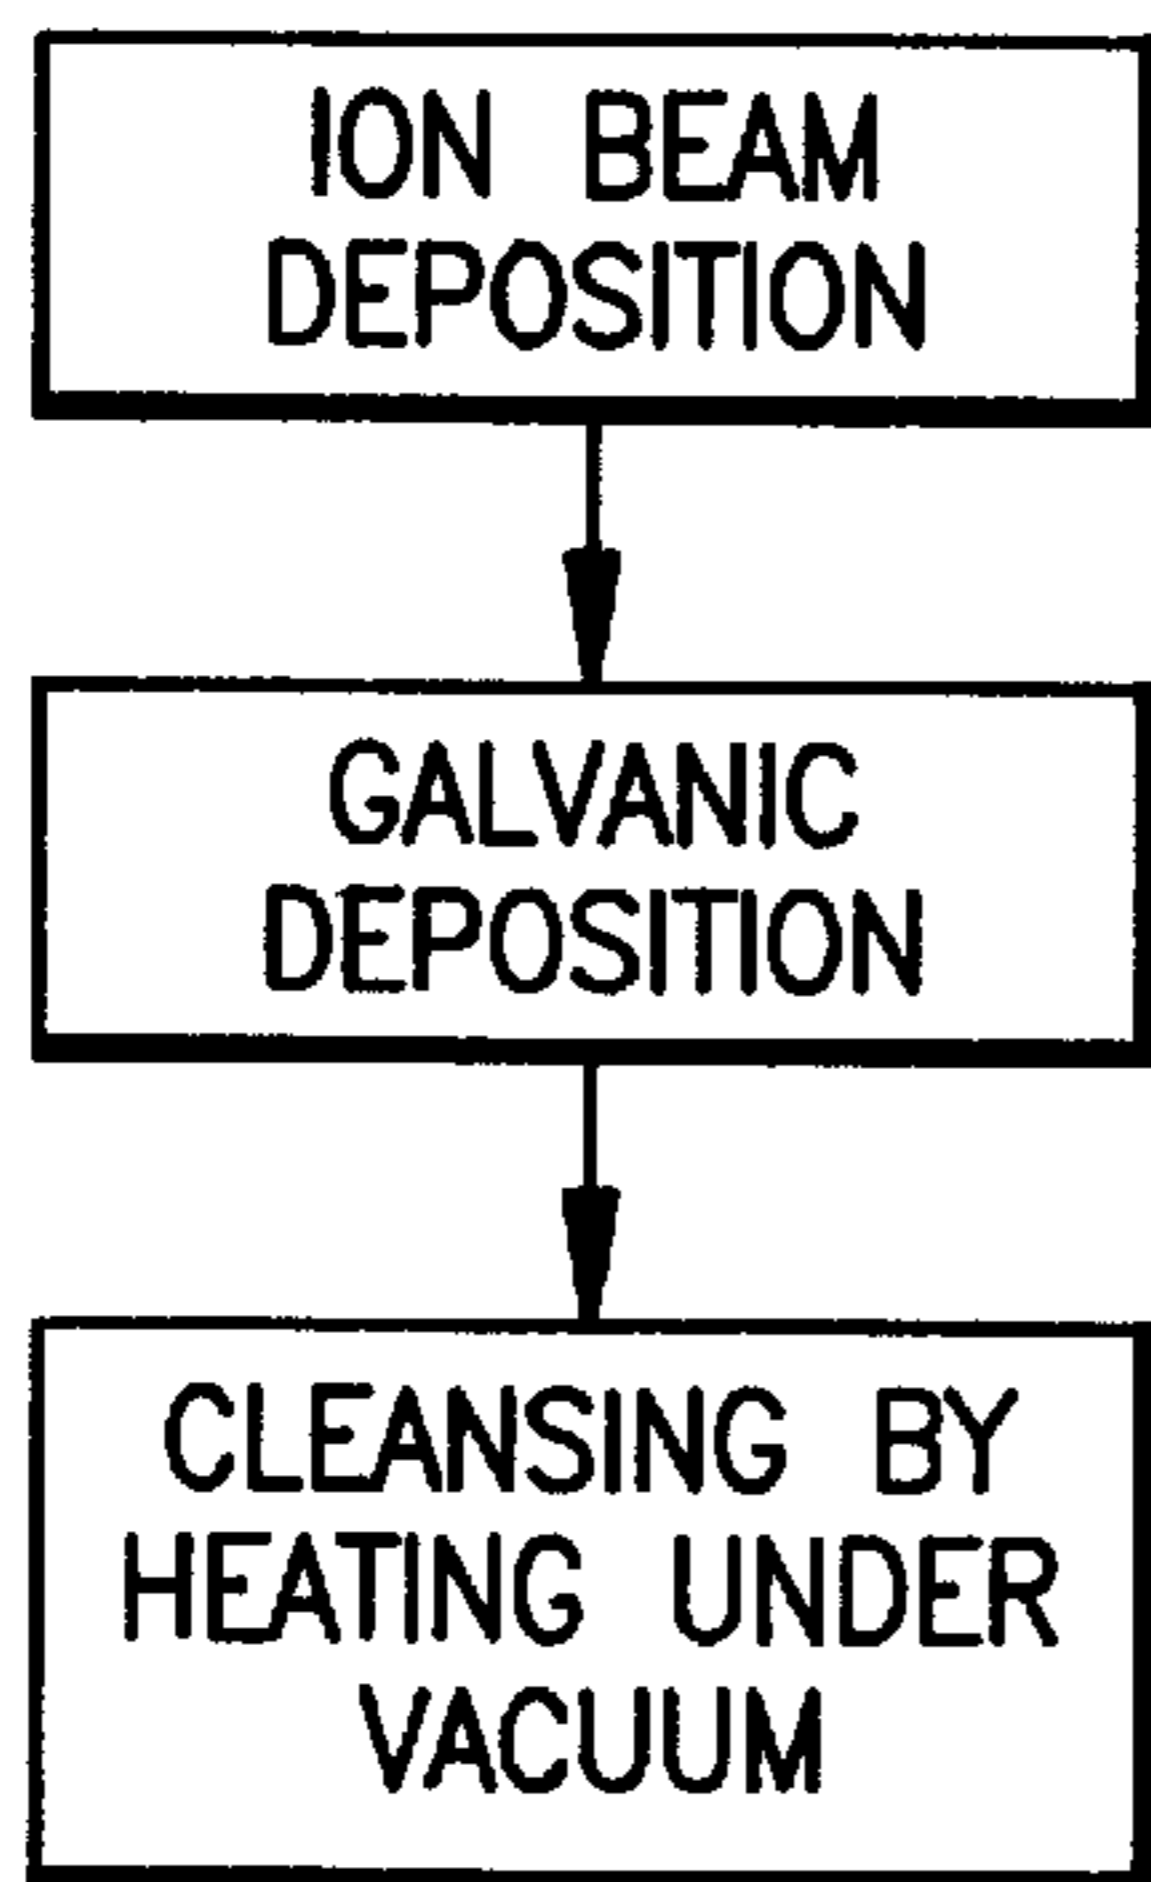 ION BEAM
DEPOSITION
GALVANIC
DEPOSITION
CLEANSING BY
HEATING UNDER
VACUUM